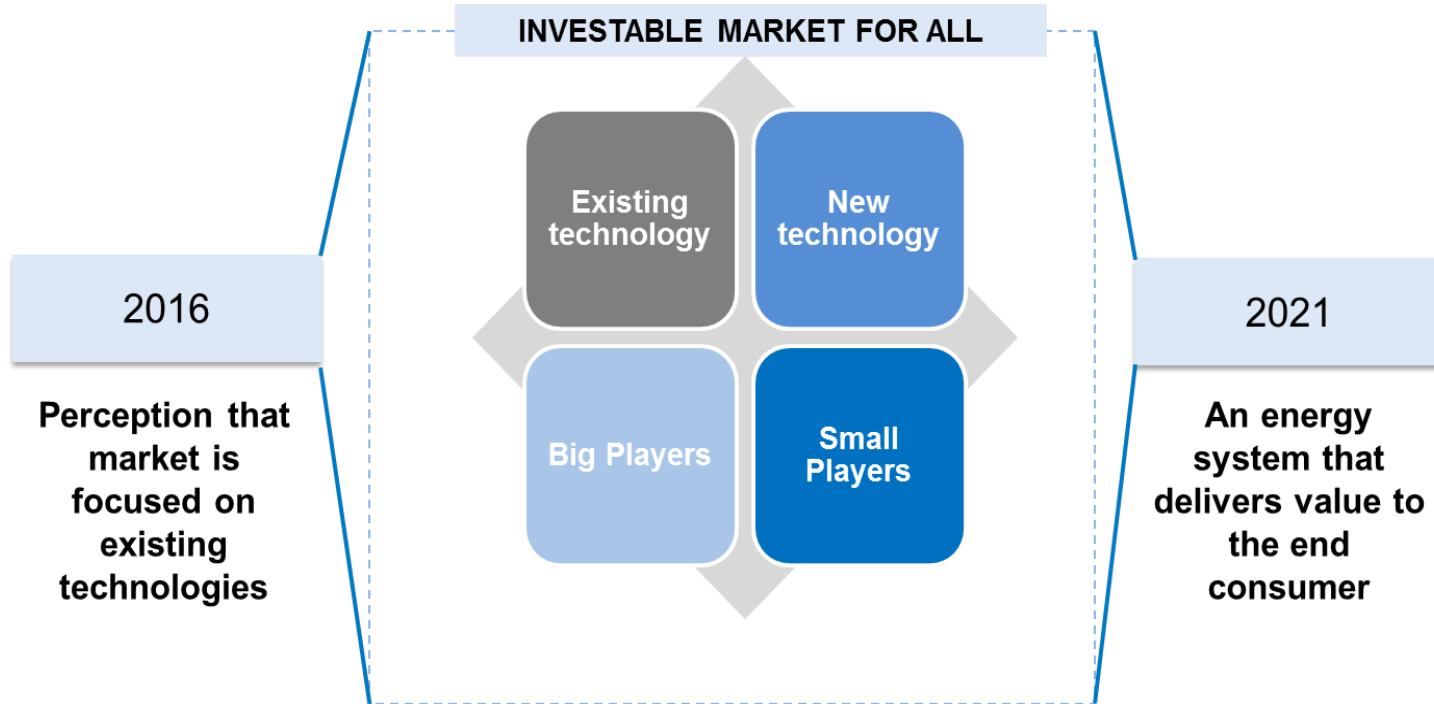 INVESTABLE MARKET FOR ALL
Existing
technology
New
technology
Big Players
Small
Players
2016
Perception that
market is
focused on
existing
technologies
2021
An energy
system that
delivers value to
the end
consumer